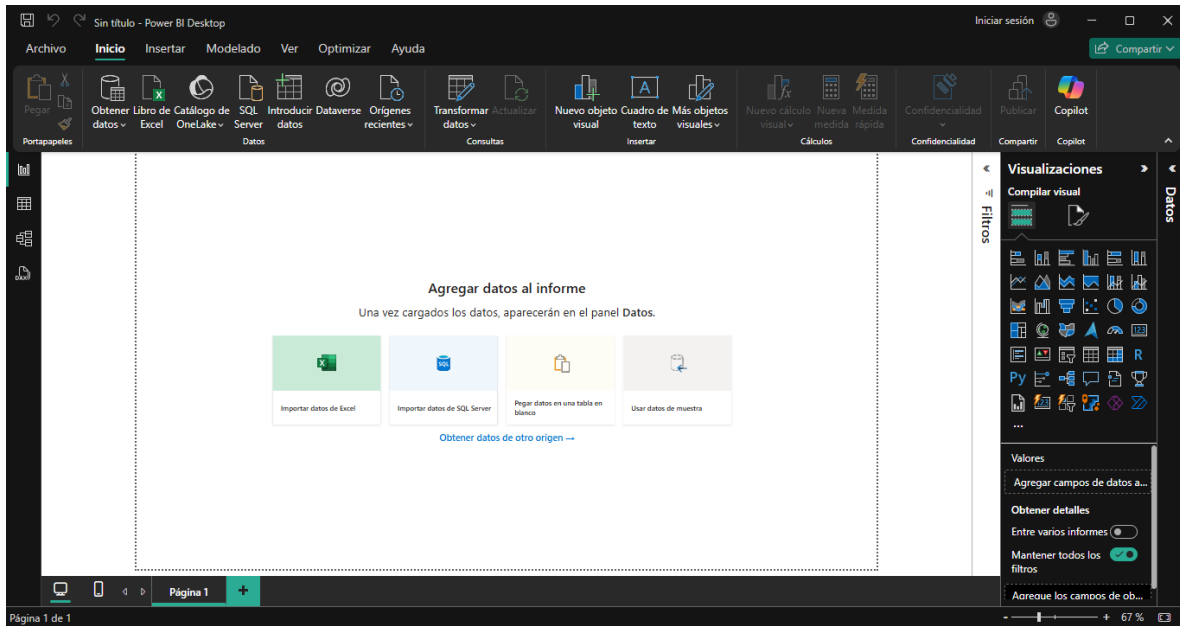 Sin título - Power BI Desktop
Iniciar sesión
Archivo Inicio Insertar Modelado Ver Optimizar Ayuda
Compartir
Pegar
Portapapeles
Obtener datos
Libro de Excel
Catálogo de OneLake
SQL Server
Introducir datos
Dataverse
Orígenes recientes
Datos
Transformar datos
Actualizar
Consultas
Nuevo objeto visual
Cuadro de texto
Más objetos visuales
Insertar
Nuevo cálculo visual
Nueva medida
Medida rápida
Cálculos
Confidencialidad
Confidencialidad
Publicar
Compartir
Copilot
Copilot
DAX
Agregar datos al informe
Una vez cargados los datos, aparecerán en el panel Datos.
SQL
Importar datos de Excel
Importar datos de SQL Server
Pegar datos en una tabla en
blanco
Usar datos de muestra
Obtener datos de otro origen →
Filtros
Visualizaciones
Compilar visual
123
R
Py
123
...
Valores
Agregar campos de datos a...
Obtener detalles
Entre varios informes
Mantener todos los
filtros
Agregue los campos de ob...
Datos
Página 1
+
Página 1 de 1
- + 67 %